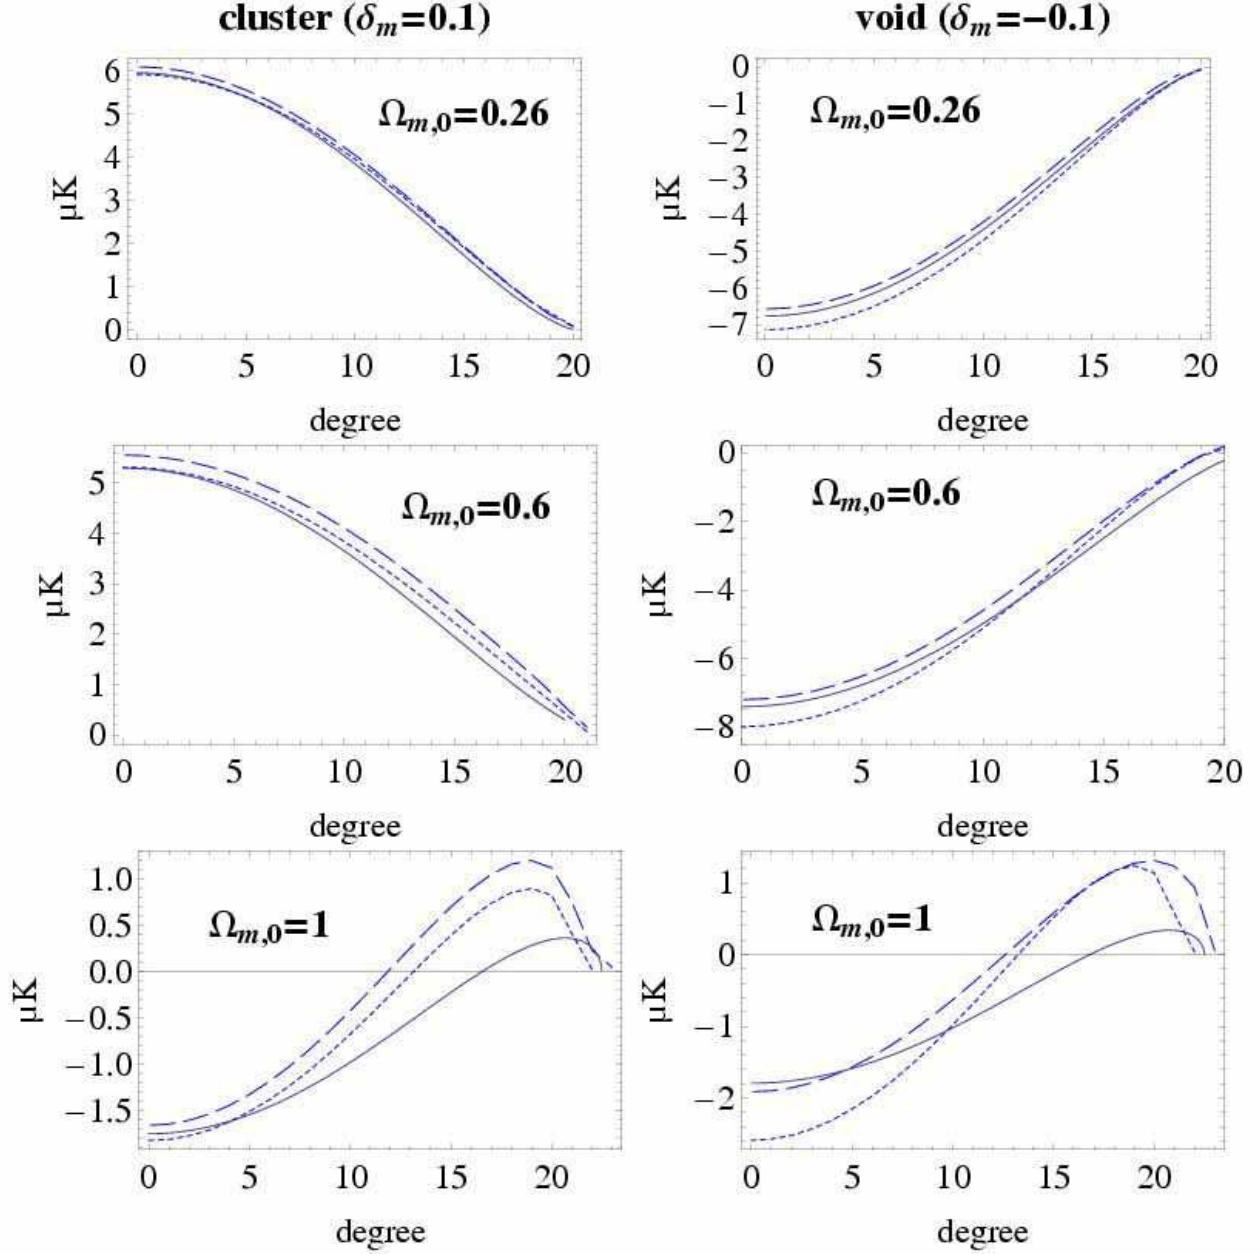 cluster (δm=0.1)
void (δm=−0.1)
6
5
4
3
2
1
0
μK
Ωm,0=0.26
0 5 10 15 20
degree
0
−1
−2
−3
−4
−5
−6
−7
μK
Ωm,0=0.26
0 5 10 15 20
degree
5
4
3
2
1
0
μK
Ωm,0=0.6
0 5 10 15 20
degree
0
−2
−4
−6
−8
μK
Ωm,0=0.6
0 5 10 15 20
degree
1.0
0.5
0.0
−0.5
−1.0
−1.5
μK
Ωm,0=1
0 5 10 15 20
degree
1
0
−1
−2
μK
Ωm,0=1
0 5 10 15 20
degree